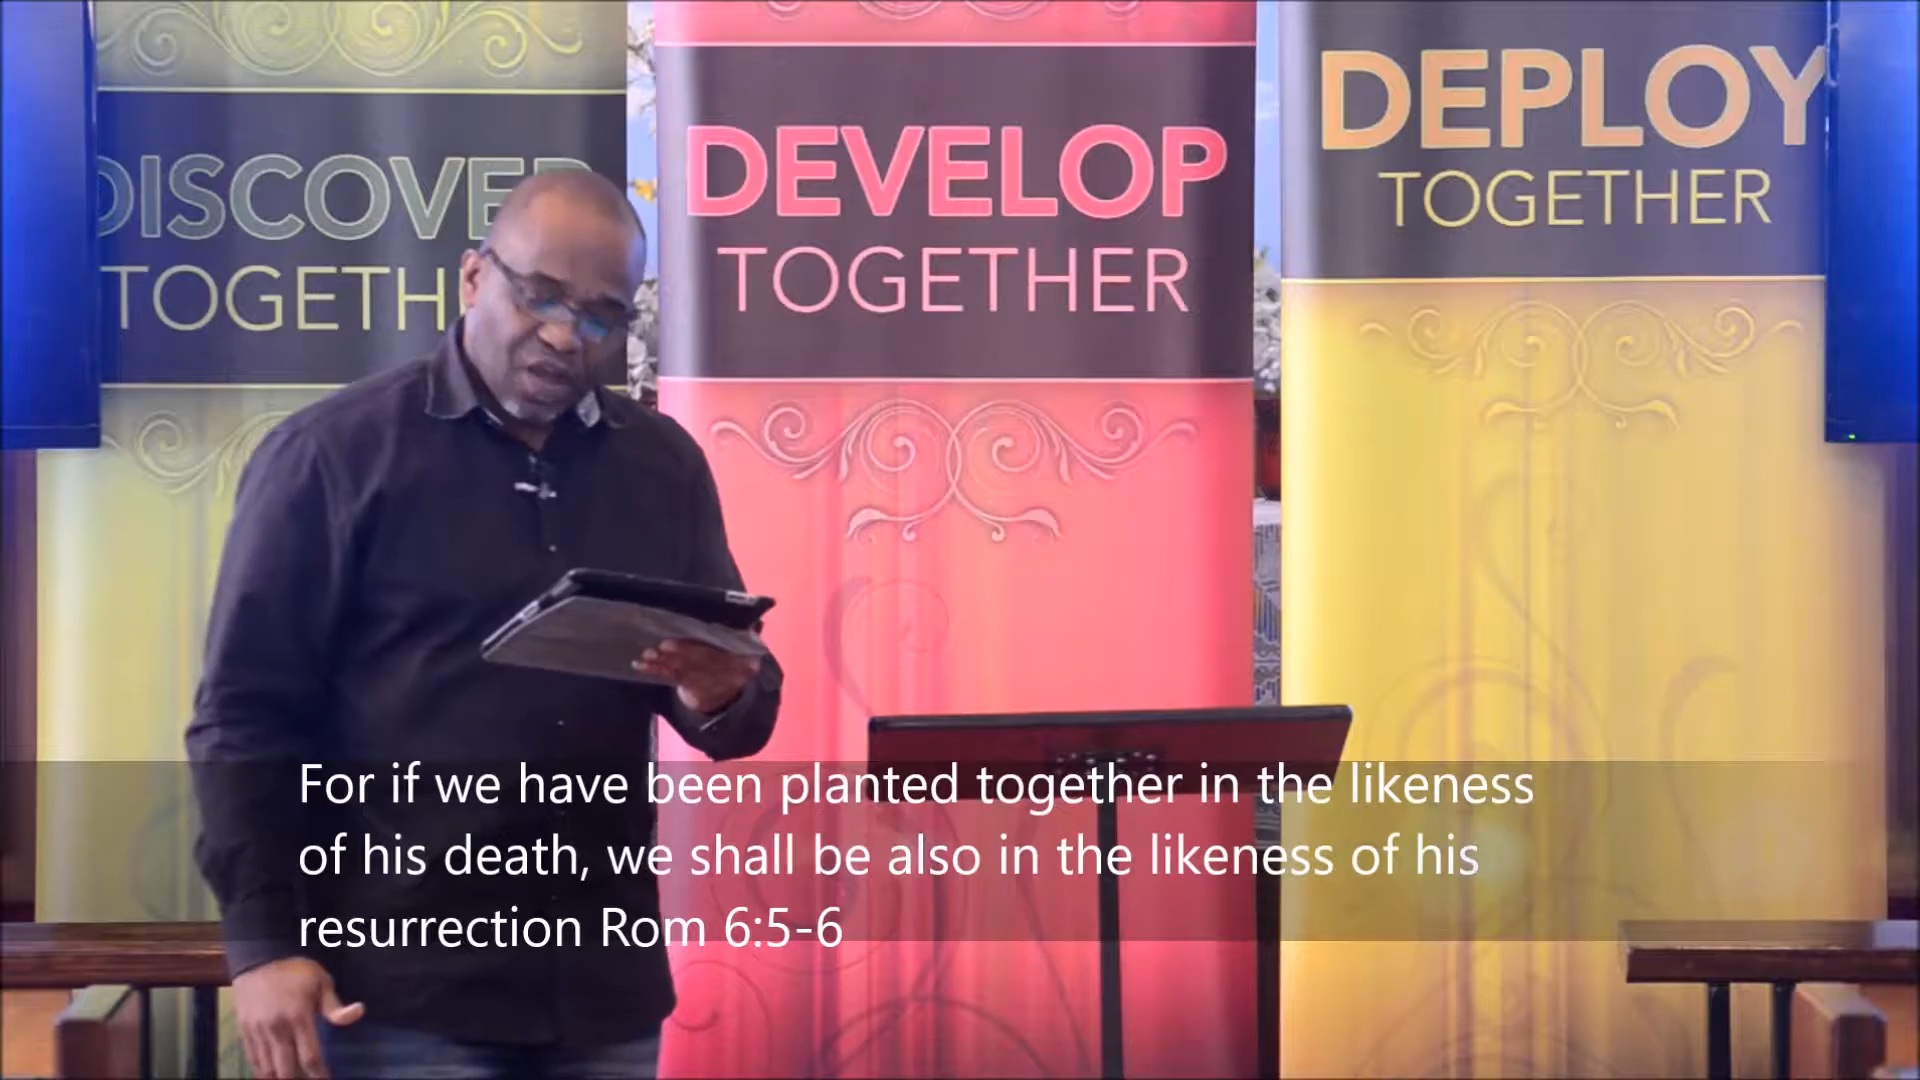 DISCOVER
TOGETHER
DEVELOP
TOGETHER
DEPLOY
TOGETHER
For if we have been planted together in the likeness
of his death, we shall be also in the likeness of his
resurrection Rom 6:5-6